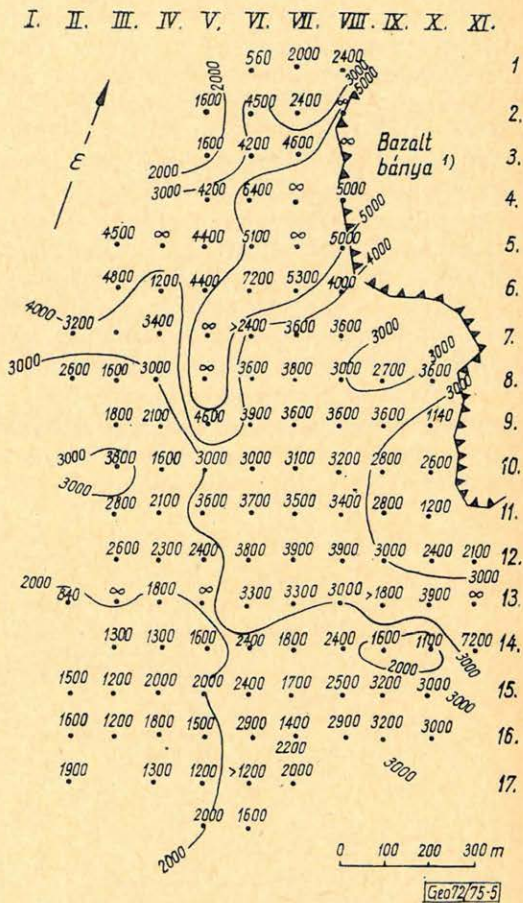 I. II. III. IV. V. VI. VII. VIII. IX. X. XI.
560 2000 2400 1
2000 3000 5000
1600 4500 2400 ∞ 2.
É
1600 4200 4600 ∞ 3.
Bazalt
bánya 1)
2000
3000 4200 6400 ∞ 5000 4.
5000
4500 ∞ 4400 5100 ∞ 5000 5.
4000
4800 1200 4400 7200 5300 4000 6.
4000
3200 3400 ∞ >2400 3600 3600 3000 7.
3000 3000
2600 1600 3000 ∞ 3600 3800 3000 2700 3600 8.
3000
1800 2100 4600 3900 3600 3600 3600 1140 9.
3000 3800 1600 3000 3000 3100 3200 2800 2600 10.
3000
2800 2100 3600 3700 3500 3400 2800 1200 11.
2600 2300 2400 3800 3900 3900 3000 2400 2100 12.
3000
2000
840 ∞ 1800 ∞ 3300 3300 3000 >1800 3900 ∞ 13.
1300 1300 1600 2400 1800 2400 1600 1100 7200 14.
2000 3000
1500 1200 2000 2000 2400 1700 2500 3200 3000 15.
3000
1600 1200 1800 1500 2900 1400 2900 3200 3000 16.
2200
3000
1900 1300 1200 >1200 2000 17.
2000 1600
2000
0 100 200 300 m
Geo72/75-5